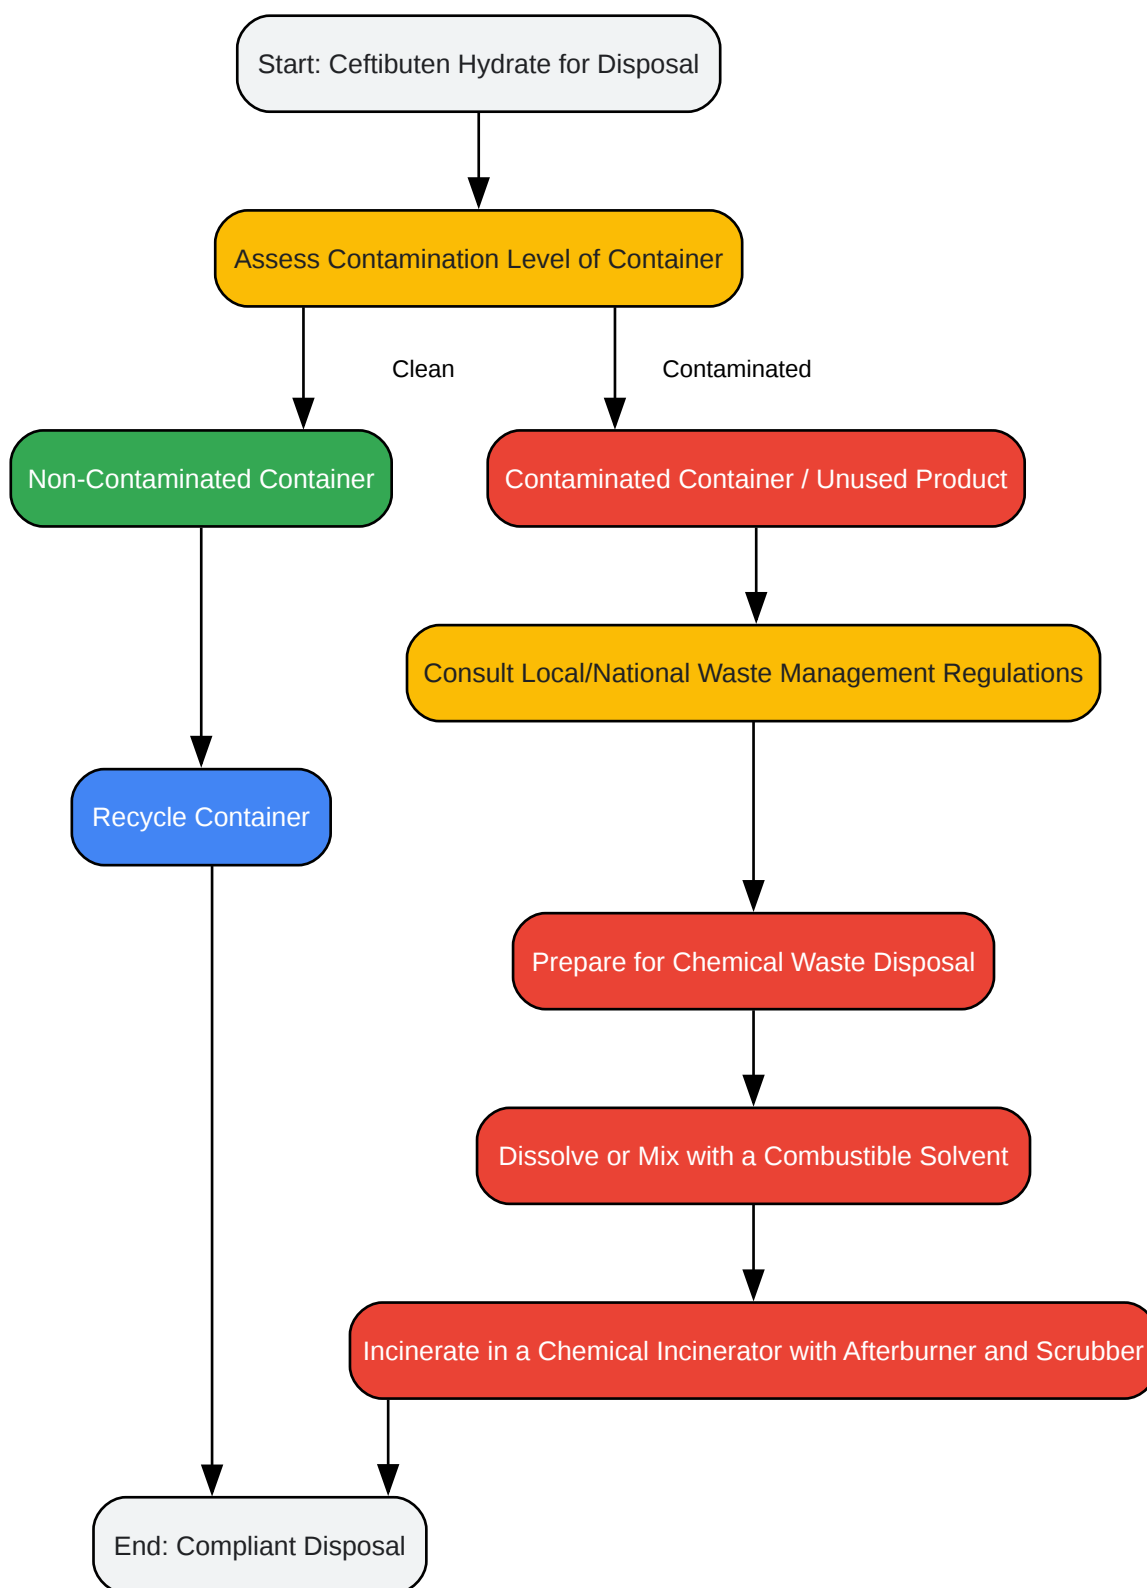 Start: Ceftibuten Hydrate for Disposal
Assess Contamination Level of Container
Clean
Contaminated
Non-Contaminated Container
Contaminated Container / Unused Product
Consult Local/National Waste Management Regulations
Recycle Container
Prepare for Chemical Waste Disposal
Dissolve or Mix with a Combustible Solvent
Incinerate in a Chemical Incinerator with Afterburner and Scrubber
End: Compliant Disposal